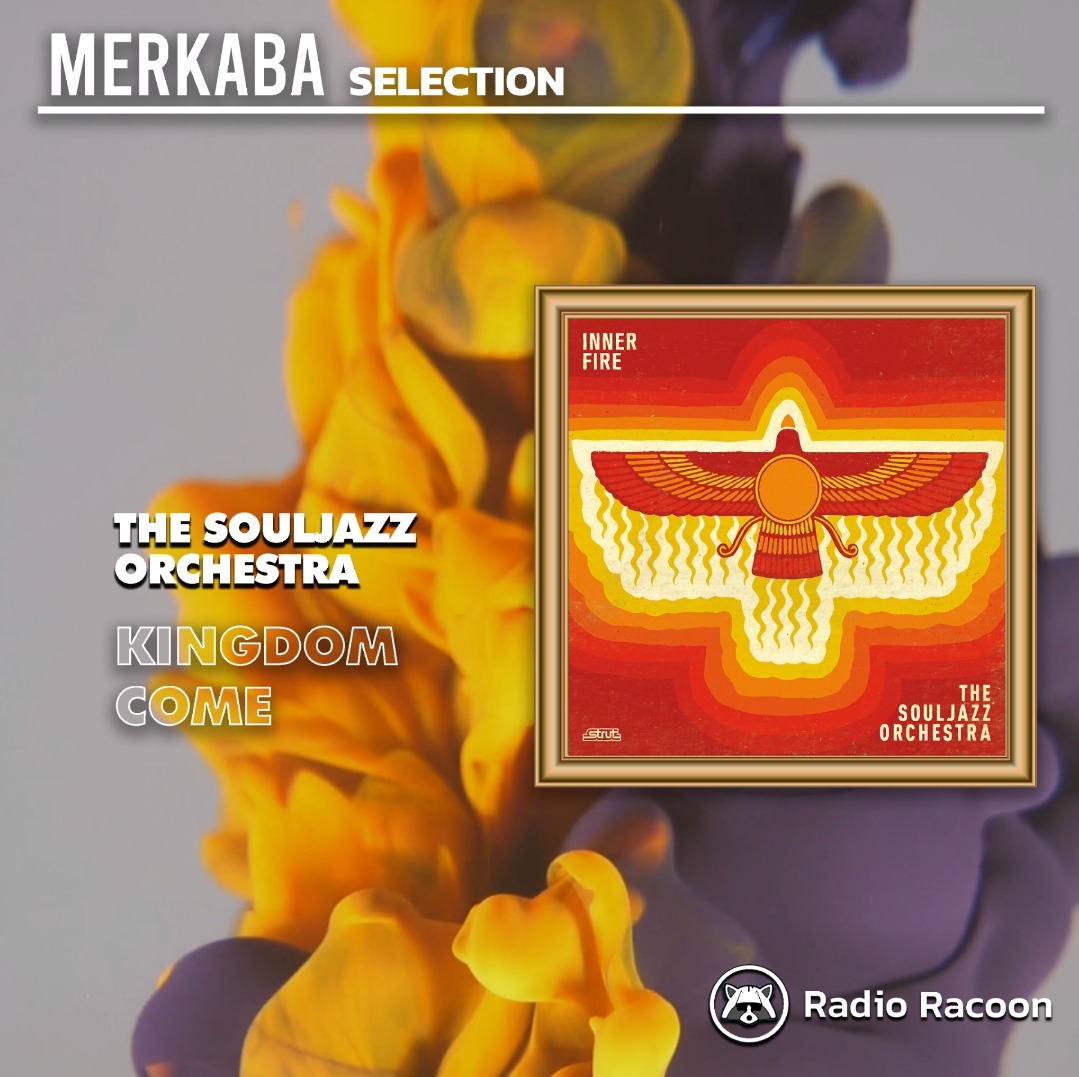 MERKABA SELECTION
INNER
FIRE
THE SOULJAZZ
ORCHESTRA
KINGDOM
COME
strut
THE
SOULJAZZ
ORCHESTRA
Radio Racoon